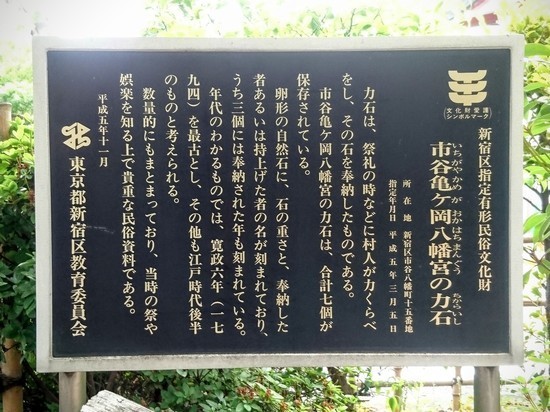 文化財愛護
シンボルマーク
新宿区指定有形民俗文化財
いちがやかめ が おかはちまんぐう ちからいし
市谷亀ケ岡八幡宮の力石
所在地 新宿区市谷八幡町十五番地
指定年月日 平成五年三月五日
力石は、祭礼の時などに村人が力くらべ
をし、その石を奉納したものである。
市谷亀ケ岡八幡宮の力石は、合計七個が
保存されている。
卵形の自然石に、石の重さと、奉納した
者あるいは持上げた者の名が刻まれており、
うち三個には奉納された年も刻まれている。
年代のわかるものでは、寛政六年(一七
九四)を最古とし、その他も江戸時代後半
のものと考えられる。
数量的にもまとまっており、当時の祭や
娯楽を知る上で貴重な民俗資料である。
平成五年十一月
東京都新宿区教育委員会